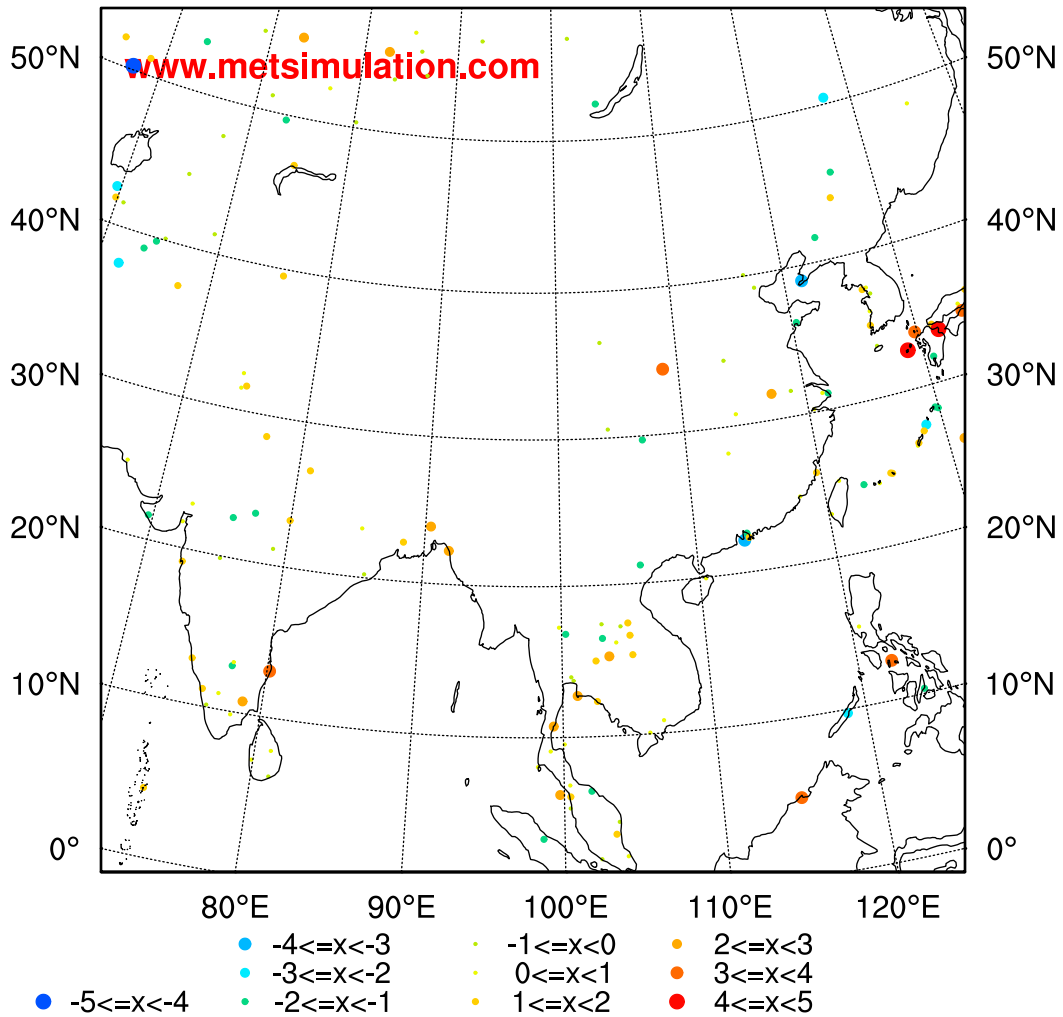 www.metsimulation.com
50°N 50°N
40°N 40°N
30°N 30°N
20°N 20°N
10°N 10°N
0° 0°
80°E 90°E 100°E 110°E 120°E
-4<=x<-3 -1<=x<0 2<=x<3
-3<=x<-2 0<=x<1 3<=x<4
-5<=x<-4 -2<=x<-1 1<=x<2 4<=x<5